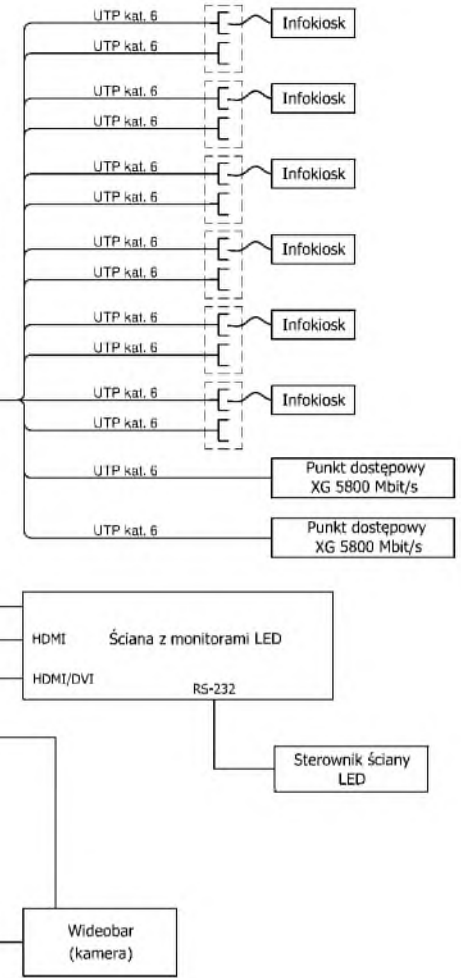 UTP kat. 6
Infokiosk
UTP kat. 6
UTP kat. 6
Infokiosk
UTP kat. 6
UTP kat. 6
Infokiosk
UTP kat. 6
UTP kat. 6
Infokiosk
UTP kat. 6
UTP kat. 6
Infokiosk
UTP kat. 6
UTP kat. 6
Infokiosk
UTP kat. 6
UTP kat. 6
Punkt dostępowy
XG 5800 Mbit/s
UTP kat. 6
Punkt dostępowy
XG 5800 Mbit/s
HDMI
Ściana z monitorami LED
HDMI/DVI
RS-232
Sterownik ściany
LED
Wideobar
(kamera)